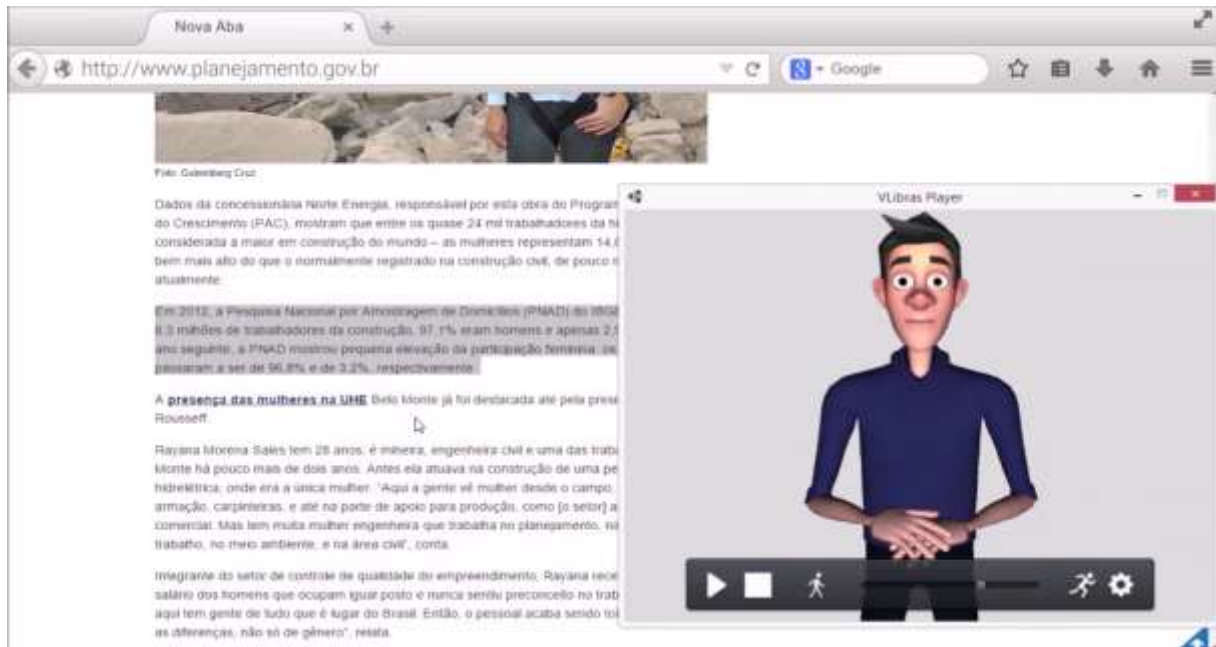 Nova Aba
http://www.planejamento.gov.br
Google
Foto: Gutemberg Cruz
Dados da concessionária Norte Energia, responsável por esta obra do Program
do Crescimento (PAC), mostram que entre os quase 24 mil trabalhadores da
considerada a maior em construção do mundo – as mulheres representam 14,
bem mais alto do que o normalmente registrado na construção civil, de pouco
atualmente.
Em 2012, a Pesquisa Nacional por Amostragem de Domicílios (PNAD) do IBGE
8,3 milhões de trabalhadores da construção, 97,1% eram homens e apenas 2,
ano seguinte, a PNAD mostrou pequena elevação da participação feminina: os
passaram a ser de 96,8% e de 3,2%, respectivamente.
A presença das mulheres na UHE Belo Monte já foi destacada até pela presi
Rousseff.
Rayana Morena Sales tem 28 anos, é mineira, engenheira civil e uma das trab
Monte há pouco mais de dois anos. Antes ela atuava na construção de uma pe
hidrelétrica, onde era a única mulher. “Aqui a gente vê mulher desde o campo,
armação, carpinteiras, e até na parte de apoio para produção, como [o setor] a
comercial. Mas tem muita mulher engenheira que trabalha no planejamento, na
trabalho, no meio ambiente, e na área civil”, conta.
Integrante do setor de controle de qualidade do empreendimento, Rayana rece
salário dos homens que ocupam igual posto e nunca sentiu preconceito no trab
aqui tem gente de tudo que é lugar do Brasil. Então, o pessoal acaba sendo tol
as diferenças, não só de gênero”, relata.
VLibras Player